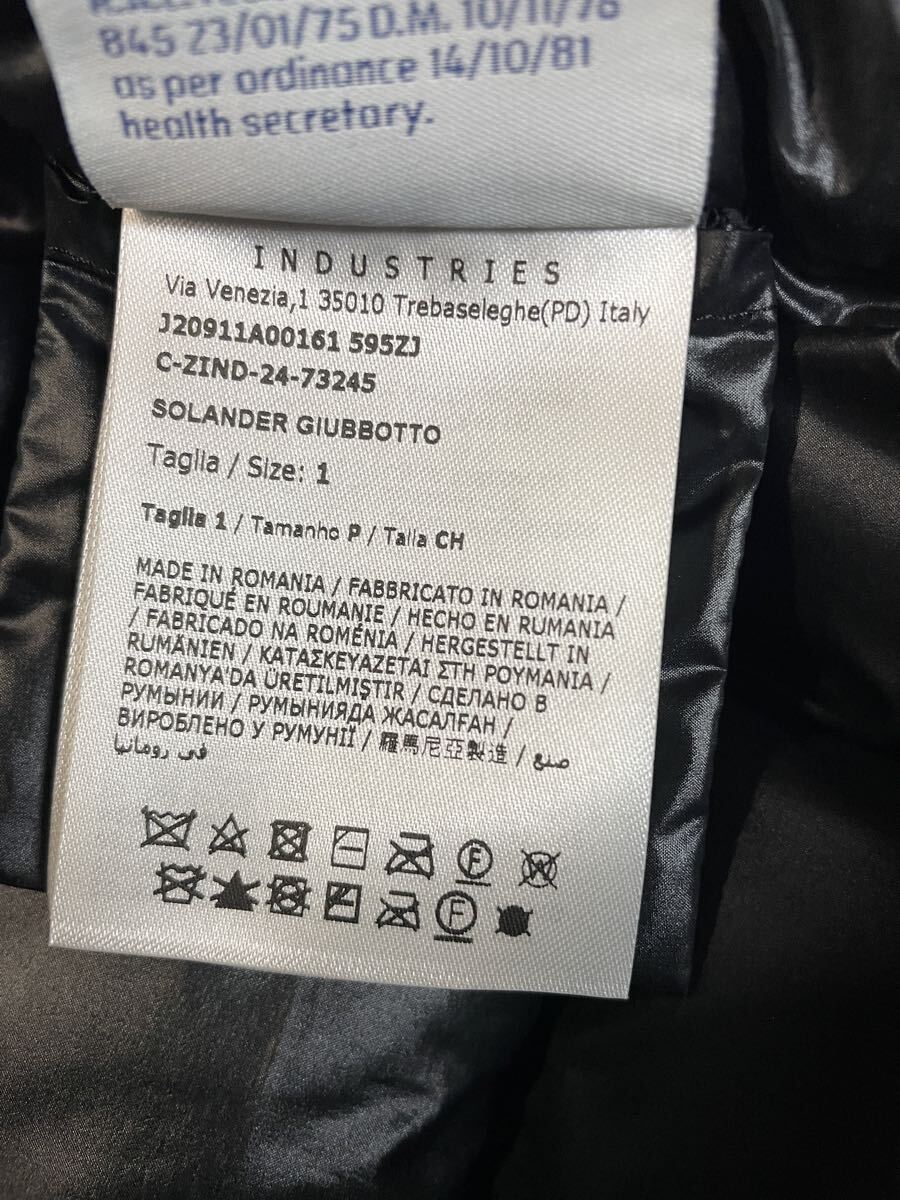 845 23/01/75 D.M. 10/11/76
as per ordinance 14/10/81
health secretary.
INDUSTRIES
Via Venezia,1 35010 Trebaseleghe(PD) Italy
J20911A00161 595ZJ
C-ZIND-24-73245
SOLANDER GIUBBOTTO
Taglia / Size: 1
Taglia 1 / Tamanho P / Talla CH
MADE IN ROMANIA / FABBRICATO IN ROMANIA /
FABRIQUÉ EN ROUMANIE / HECHO EN RUMANIA
/ FABRICADO NA ROMÉNIA / HERGESTELLT IN
RUMÄNIEN / ΚΑΤΑΣΚΕΥΑΖΕΤΑΙ ΣΤΗ ΡΟΥΜΑΝΙΑ /
ROMANYA'DA ÜRETILMIŞTIR / СДЕЛАНО В
РУМЫНИИ / РУМЫНИЯДА ЖАСАЛҒАН /
ВИРОБЛЕНО У РУМУНІЇ / 羅馬尼亞製造 / صنع
في رومانيا
F W
F